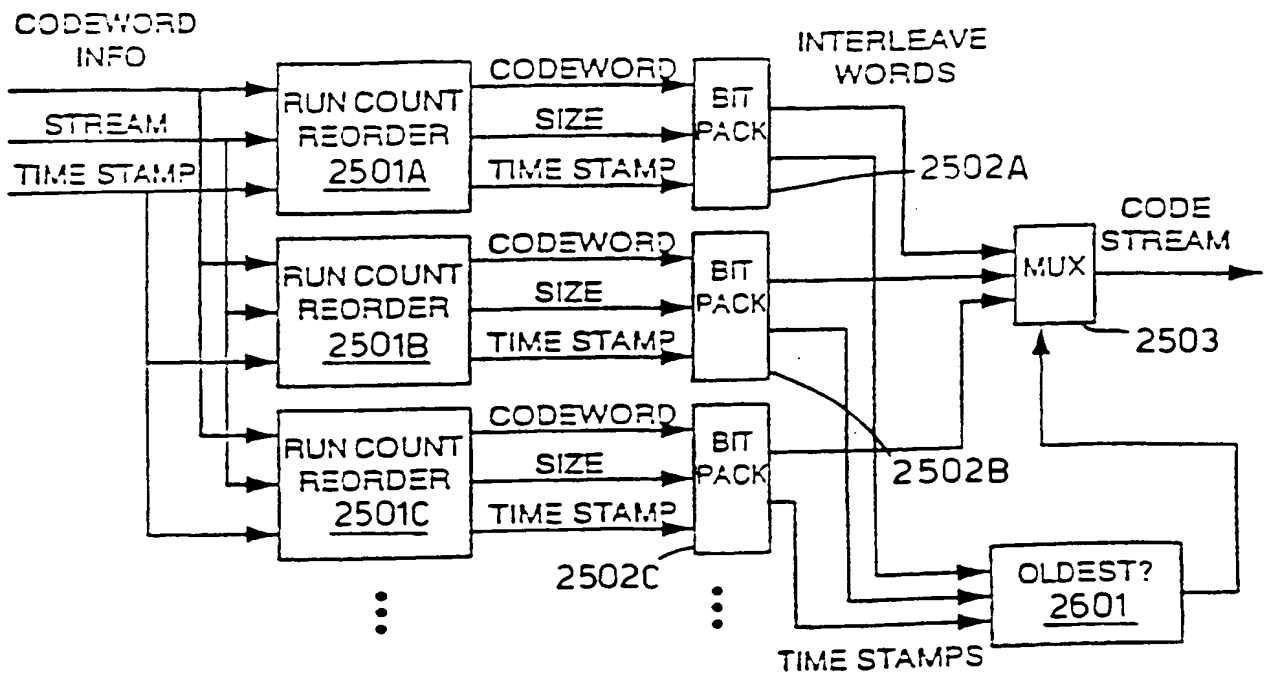 CODEWORD
INFO
STREAM
TIME STAMP
RUN COUNT
REORDER
2501A
CODEWORD
SIZE
TIME STAMP
BIT
PACK
INTERLEAVE
WORDS
2502A
RUN COUNT
REORDER
2501B
CODEWORD
SIZE
TIME STAMP
BIT
PACK
2502B
CODE
STREAM
MUX
2503
RUN COUNT
REORDER
2501C
CODEWORD
SIZE
TIME STAMP
BIT
PACK
2502C
OLDEST?
2601
TIME STAMPS